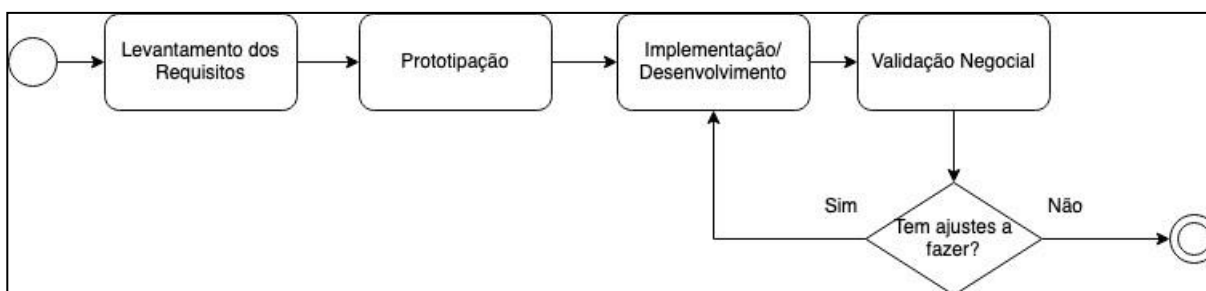 Levantamento dos
Requisitos
Prototipação
Implementação/
Desenvolvimento
Validação Negocial
Sim
Tem ajustes a
fazer?
Não